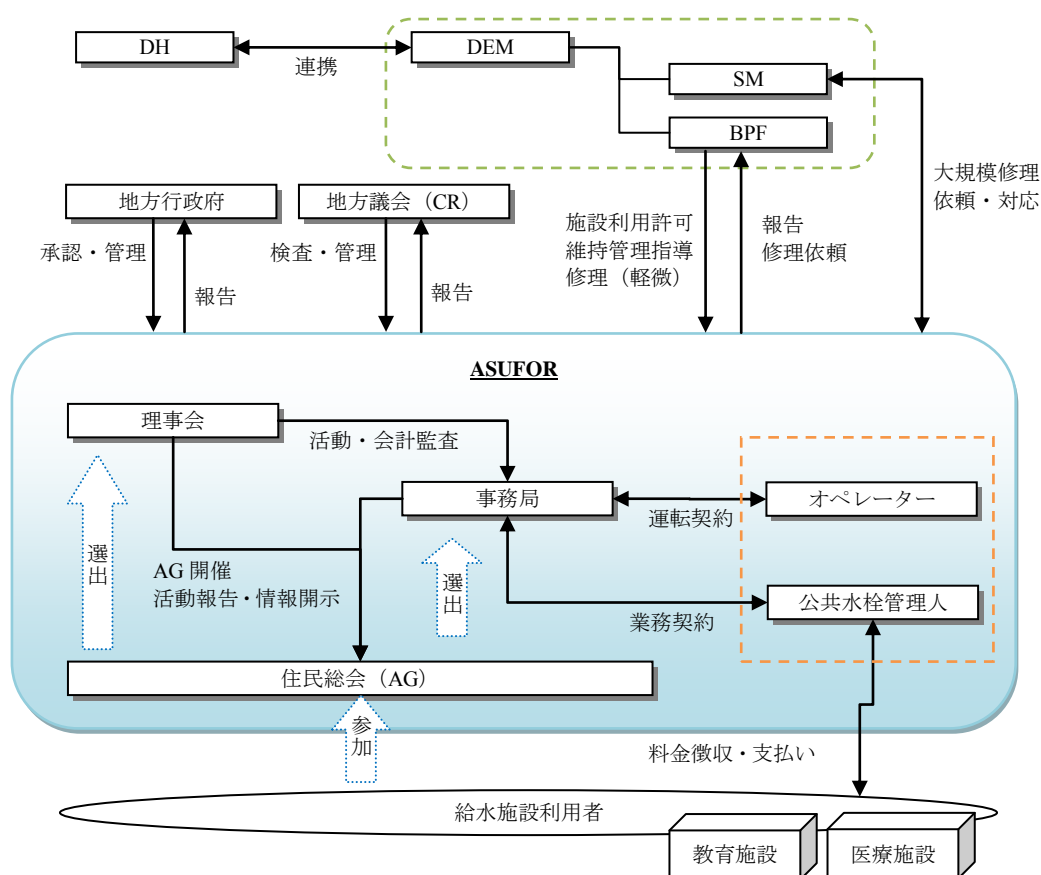 DH
連携
DEM
SM
BPF
大規模修理
依頼・対応
地方行政府
地方議会（CR）
承認・管理
報告
検査・管理
報告
施設利用許可
維持管理指導
修理（軽微）
報告
修理依頼
ASUFOR
理事会
活動・会計監査
事務局
運転契約
オペレーター
選出
AG 開催
活動報告・情報開示
選出
業務契約
公共水栓管理人
住民総会（AG）
参加
料金徴収・支払い
給水施設利用者
教育施設
医療施設